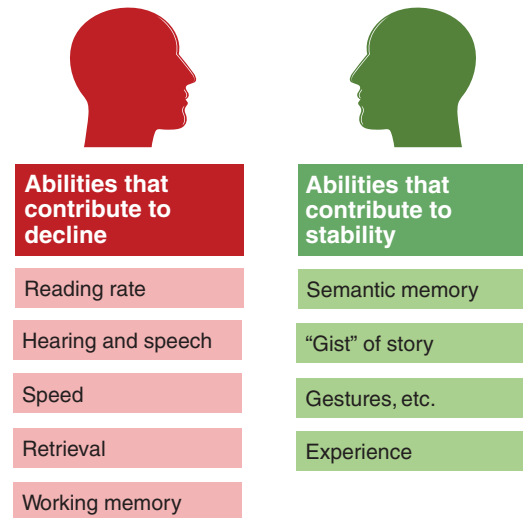 Abilities that
contribute to
decline
Reading rate
Hearing and speech
Speed
Retrieval
Working memory
Abilities that
contribute to
stability
Semantic memory
“Gist” of story
Gestures, etc.
Experience